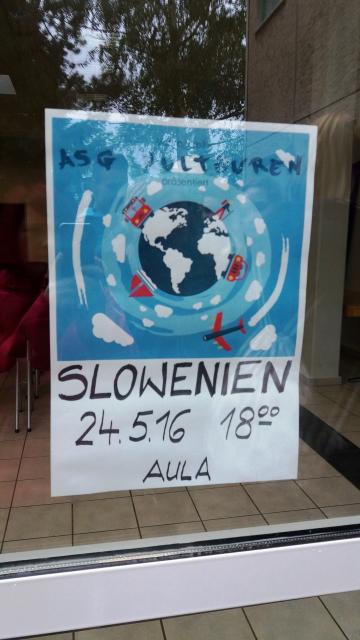 ASG KULTOUREN
präsentiert
SLOWENIEN
24.5.16 18⁰⁰
AULA